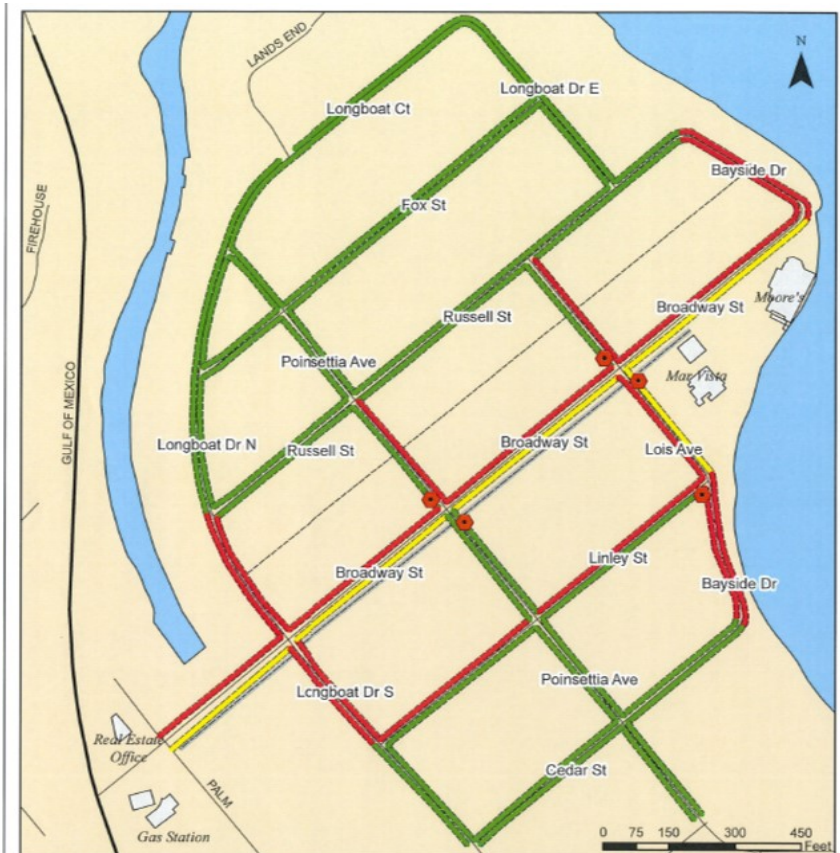 N
LANDS END
Longboat Ct
Longboat Dr E
Bayside Dr
FIREHOUSE
Fox St
Moore's
Broadway St
Russell St
Poinsettia Ave
Mar Vista
GULF OF MEXICO
Longboat Dr N
Russell St
Broadway St
Lois Ave
Broadway St
Linley St
Bayside Dr
Longboat Dr S
Poinsettia Ave
Real Estate
Office
PALM
Cedar St
Gas Station
0 75 150 300 450
Feet